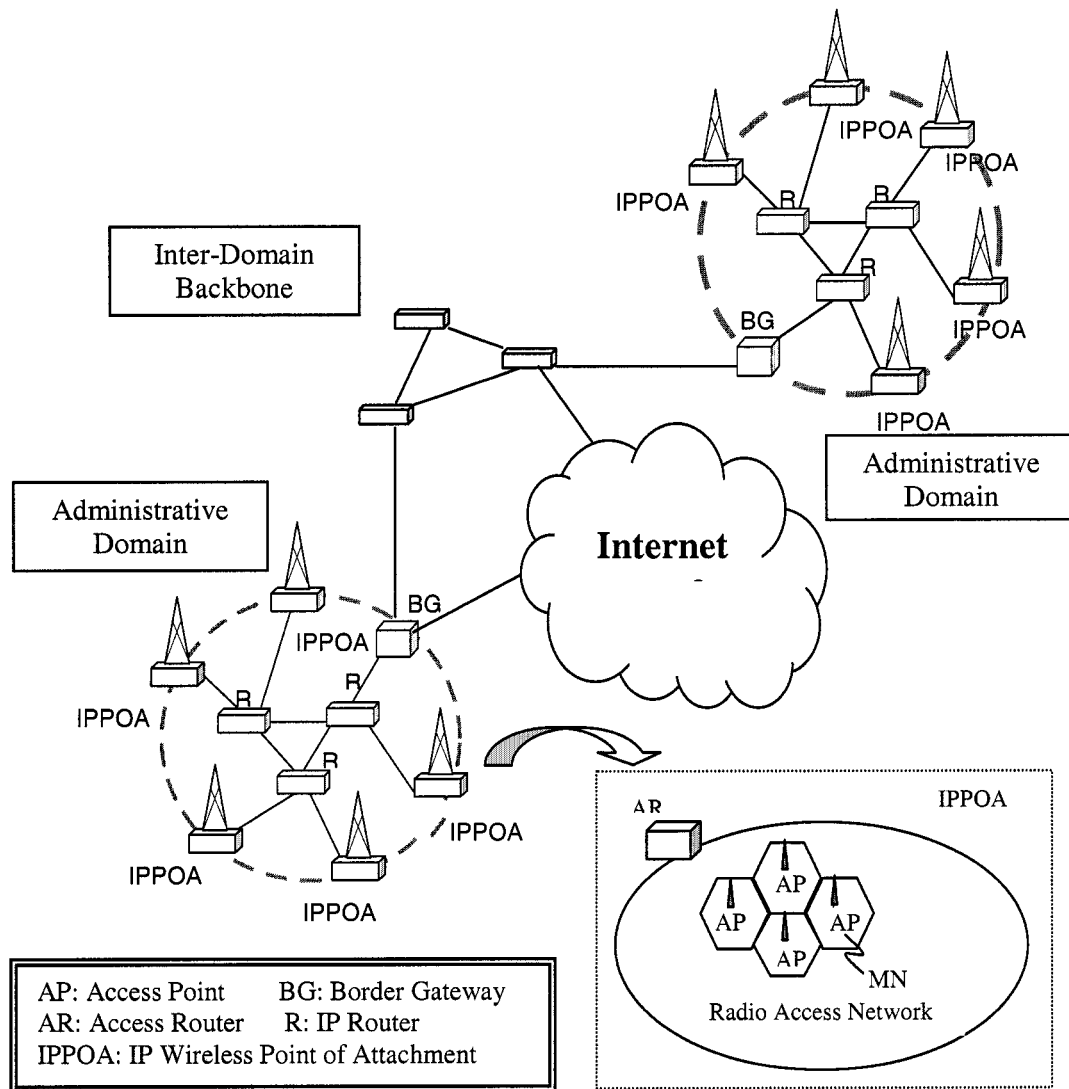 IPPOA
IPPOA
IPPOA
R
R
Inter-Domain
Backbone
R
IPPOA
BG
IPPOA
Administrative
Domain
Administrative
Domain
Internet
BG
IPPOA
R
R
IPPOA
R
IPPOA
IPPOA
IPPOA
IPPOA
AR
AP
AP
AP
AP
MN
Radio Access Network
AP: Access Point BG: Border Gateway
AR: Access Router R: IP Router
IPPOA: IP Wireless Point of Attachment